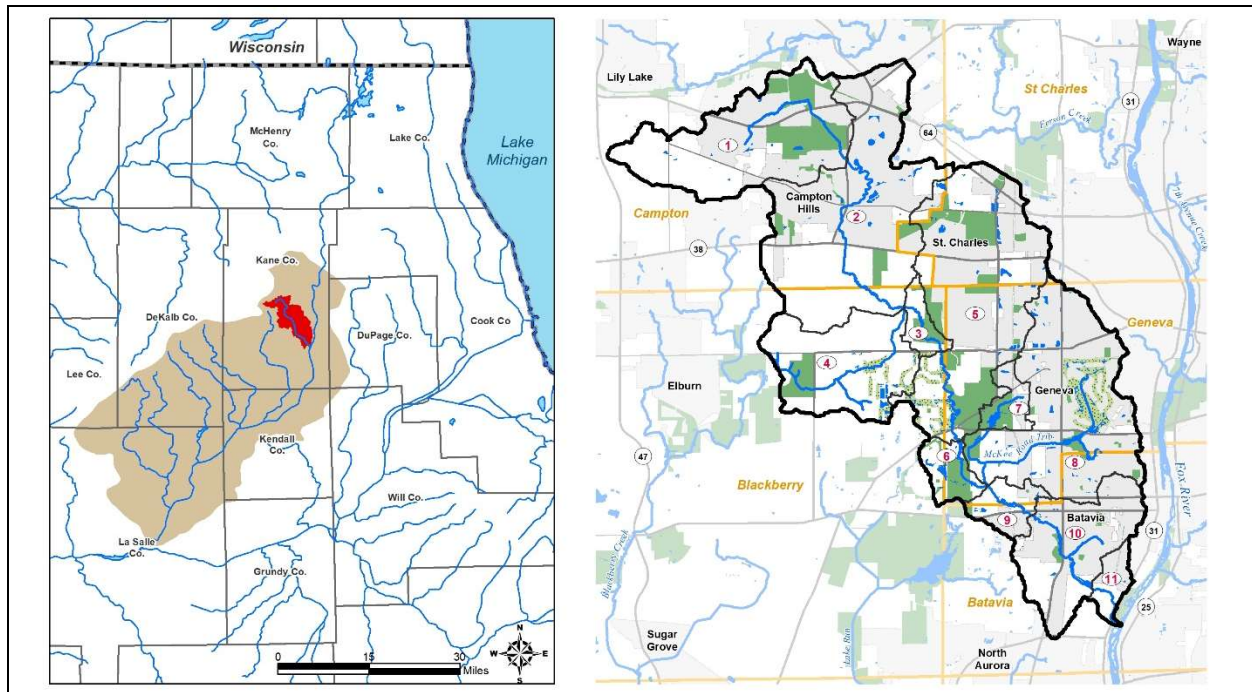 Wisconsin
McHenry
Co.
Lake Co.
Lake
Michigan
Kane Co.
DeKalb Co.
DuPage Co.
Cook Co
Lee Co.
Kendall
Co.
Will Co.
La Salle
Co.
Grundy Co.
N
W
E
S
0
15
30
Miles
Wayne
Lily Lake
St Charles
31
Ferson Creek
64
1
7th Avenue Creek
Campton
Hills
Campton
2
38
St. Charles
5
Geneva
3
4
Elburn
Geneva
7
McKee Road Trib.
6
8
47
Blackberry
Fox River
9
Batavia
10
31
11
Blackberry Creek
Batavia
25
Lake Run
Sugar
Grove
North
Aurora